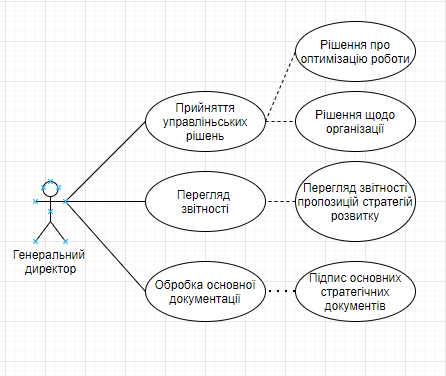 Рішення про
оптимізацію роботи
Прийняття
управлінських
рішень
Рішення щодо
організації
Перегляд
звітності
Перегляд звітності
пропозицій стратегій
розвитку
Генеральний
директор
Обробка основної
документації
Підпис основних
стратегічних
документів